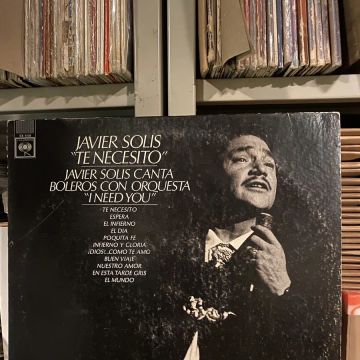 JAVIER SOLIS
"TE NECESITO"
JAVIER SOLIS CANTA
BOLEROS CON ORQUESTA
"I NEED YOU"
TE NECESITO
ESPERA
EL INFIERNO
EL DIA
POQUITA FE
INFIERNO Y GLORIA
¡DIOS!..COMO TE AMO
BUEN VIAJE
NUESTRO AMOR
EN ESTA TARDE GRIS
EL MUNDO